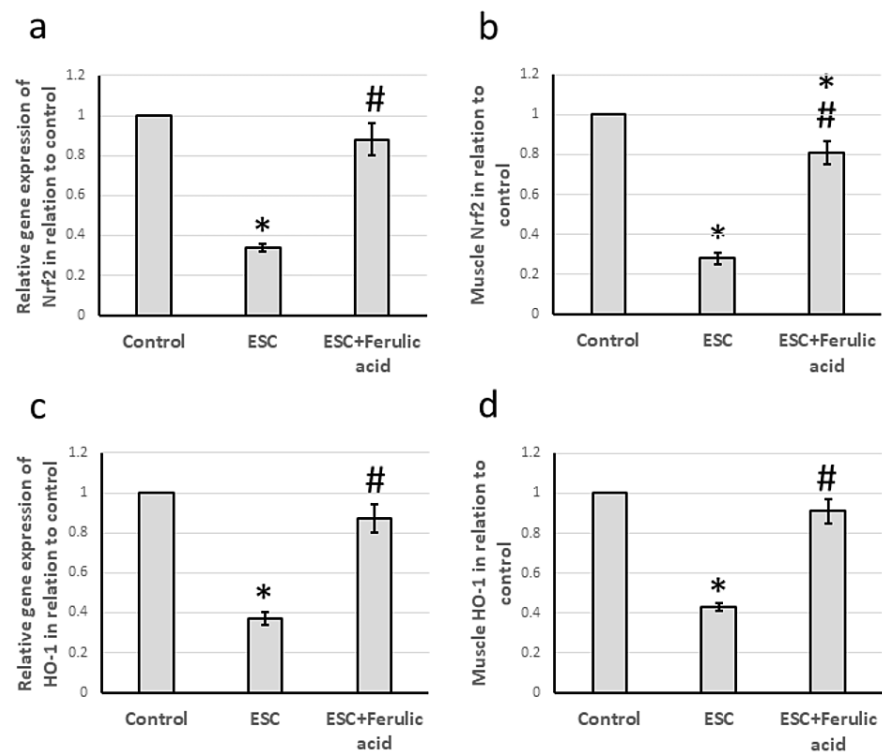 a
Relative gene expression of
Nrf2 in relation to control
1.2
1
0.8
0.6
0.4
0.2
0
*
#
Control
ESC
ESC+Ferulic
acid
b
Muscle Nrf2 in relation to
control
1.2
1
0.8
0.6
0.4
0.2
0
*
*
#
Control
ESC
ESC+Ferulic
acid
c
Relative gene expression of
HO-1 in relation to control
1.2
1
0.8
0.6
0.4
0.2
0
*
#
Control
ESC
ESC+Ferulic
acid
d
Muscle HO-1 in relation to
control
1.2
1
0.8
0.6
0.4
0.2
0
*
#
Control
ESC
ESC+Ferulic
acid